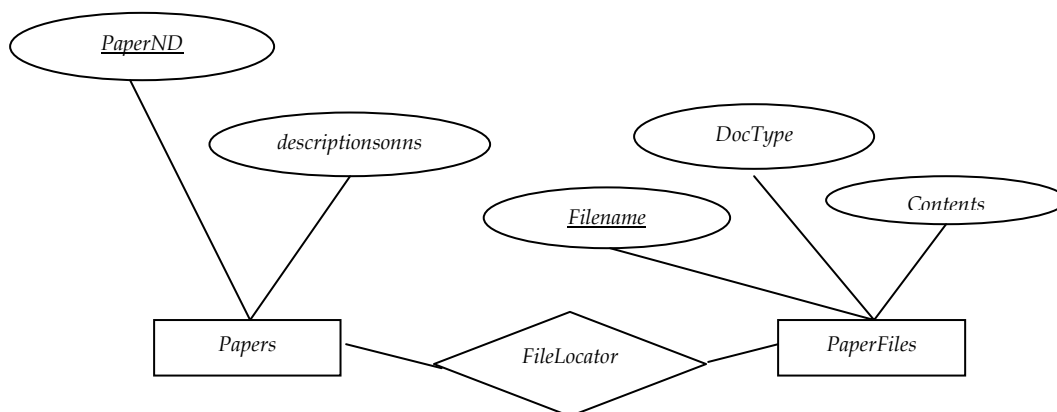 PaperND
descriptionsonns
DocType
Contents
Filename
Papers
FileLocator
PaperFiles